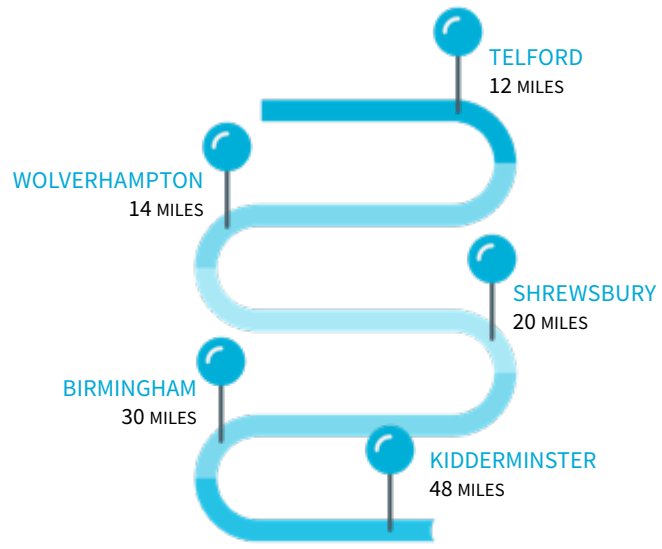 TELFORD
12 MILES
WOLVERHAMPTON
14 MILES
SHREWSBURY
20 MILES
BIRMINGHAM
30 MILES
KIDDERMINSTER
48 MILES